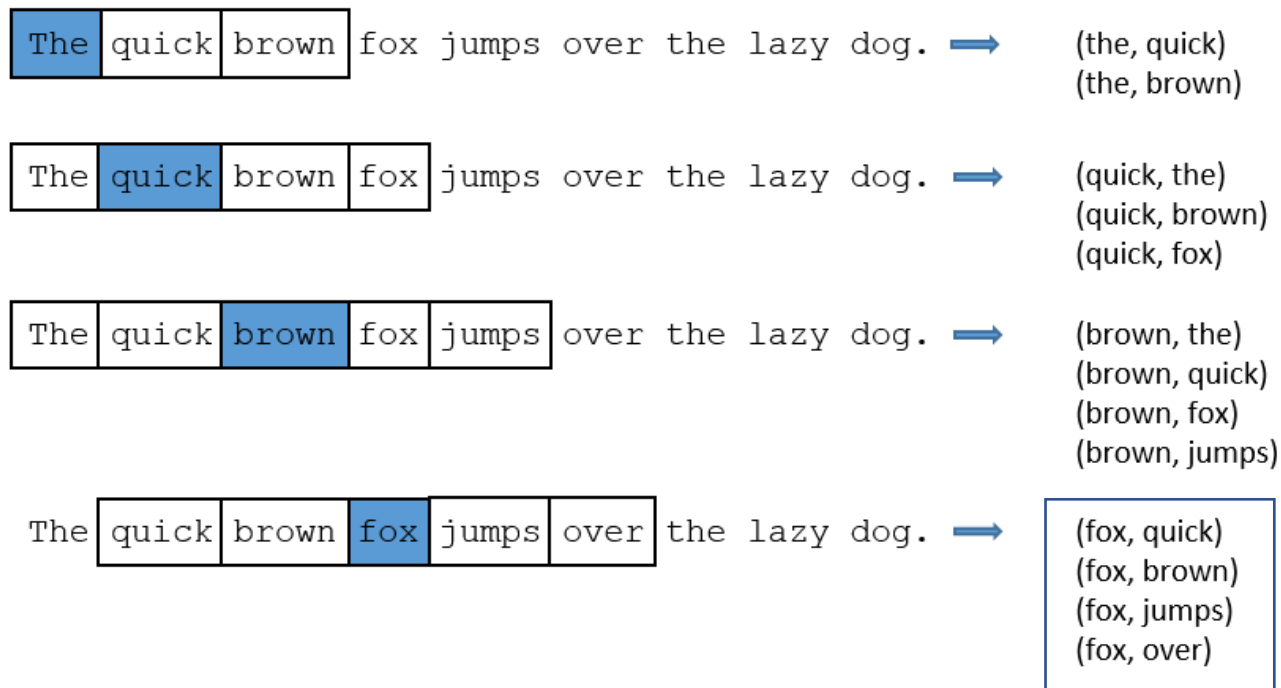 The quick brown fox jumps over the lazy dog. (the, quick)
(the, brown)
The quick brown fox jumps over the lazy dog. (quick, the)
(quick, brown)
(quick, fox)
The quick brown fox jumps over the lazy dog. (brown, the)
(brown, quick)
(brown, fox)
(brown, jumps)
The quick brown fox jumps over the lazy dog. (fox, quick)
(fox, brown)
(fox, jumps)
(fox, over)